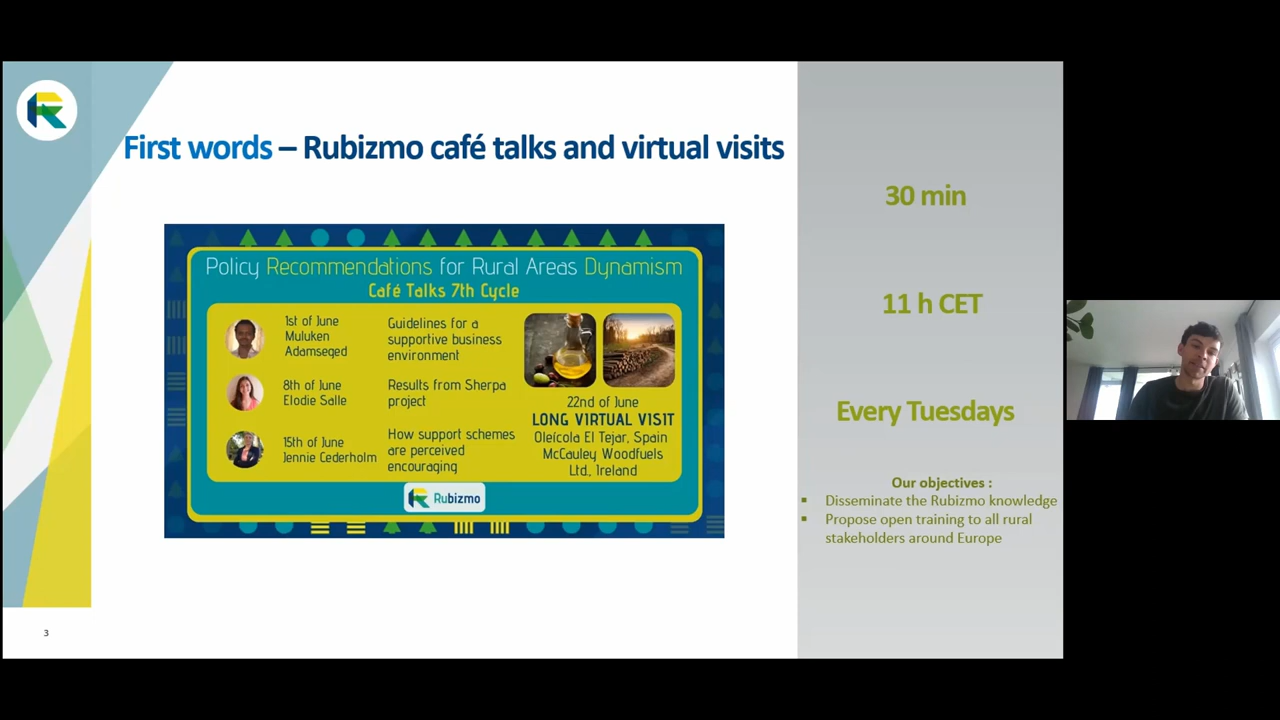 First words – Rubizmo café talks and virtual visits
Policy Recommendations for Rural Areas Dynamism
Café Talks 7th Cycle
1st of June
Muluken
Adamseged
Guidelines for a
supportive business
environment
8th of June
Elodie Salle
Results from Sherpa
project
15th of June
Jennie Cederholm
How support schemes
are perceived
encouraging
22nd of June
LONG VIRTUAL VISIT
Oleícola El Tejar, Spain
McCauley Woodfuels
Ltd, Ireland
Rubizmo
30 min
11 h CET
Every Tuesdays
Our objectives :
▪ Disseminate the Rubizmo knowledge
▪ Propose open training to all rural
stakeholders around Europe
3